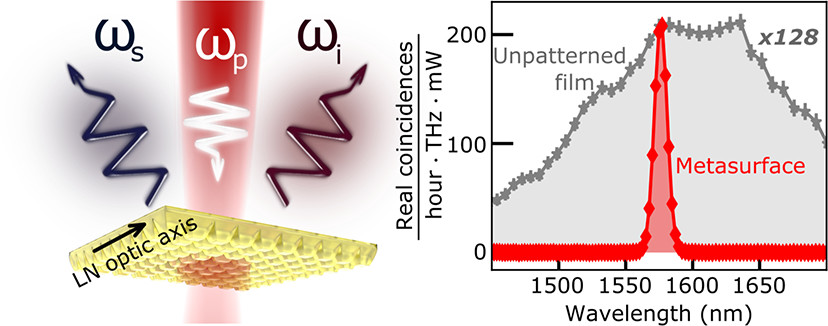 ωs
ωp
ωi
LN optic axis
Real coincidences
hour · THz · mW
200
100
0
Unpatterned
film
x128
Metasurface
1500
1550
1600
1650
Wavelength (nm)